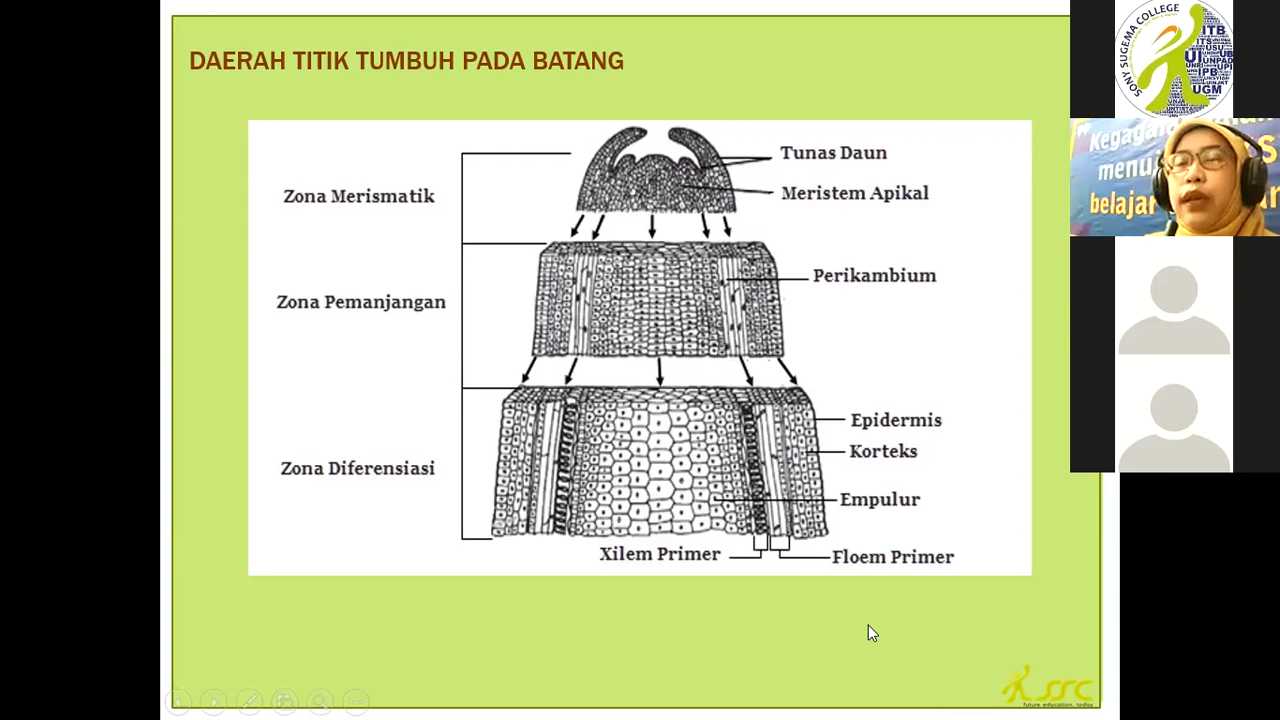 DAERAH TITIK TUMBUH PADA BATANG
Tunas Daun
Zona Merismatik
Meristem Apikal
Perikambium
Zona Pemanjangan
Epidermis
Korteks
Zona Diferensiasi
Empulur
Xilem Primer
Floem Primer
SSC
future education, today
SONY SUGEMA COLLEGE
ITB
ITS
USU
UI
UNPAD
UPI
IPB
UGM